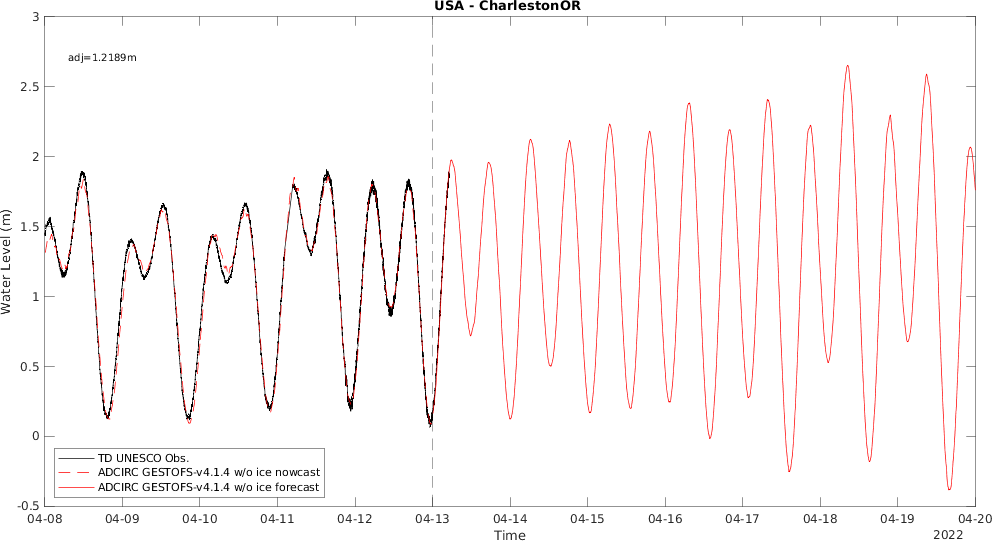 USA - CharlestonOR
adj=1.2189m
Water Level (m)
3
2.5
2
1.5
1
0.5
0
-0.5
TD UNESCO Obs.
ADCIRC GESTOFS-v4.1.4 w/o ice nowcast
ADCIRC GESTOFS-v4.1.4 w/o ice forecast
04-08 04-09 04-10 04-11 04-12 04-13 04-14 04-15 04-16 04-17 04-18 04-19 04-20
Time
2022